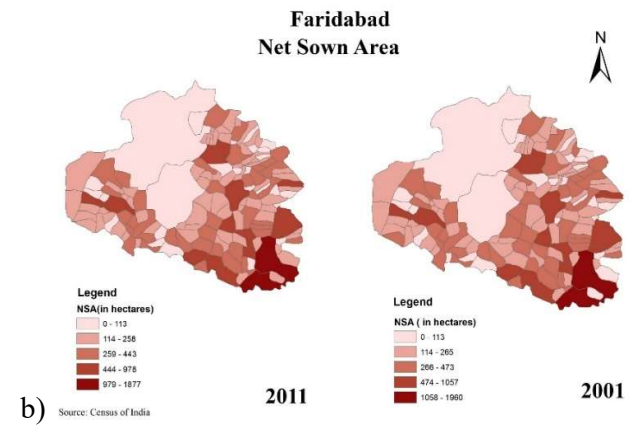 Faridabad
Net Sown Area
N
Legend
NSA(in hectares)
0 - 113
114 - 258
259 - 443
444 - 978
979 - 1877
2011
Legend
NSA ( in hectares)
0 - 113
114 - 265
266 - 473
474 - 1057
1058 - 1960
2001
b) Source: Census of India